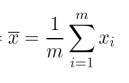 = \overline{x} = \frac{1}{m} \sum_{i=1}^{m} x_i